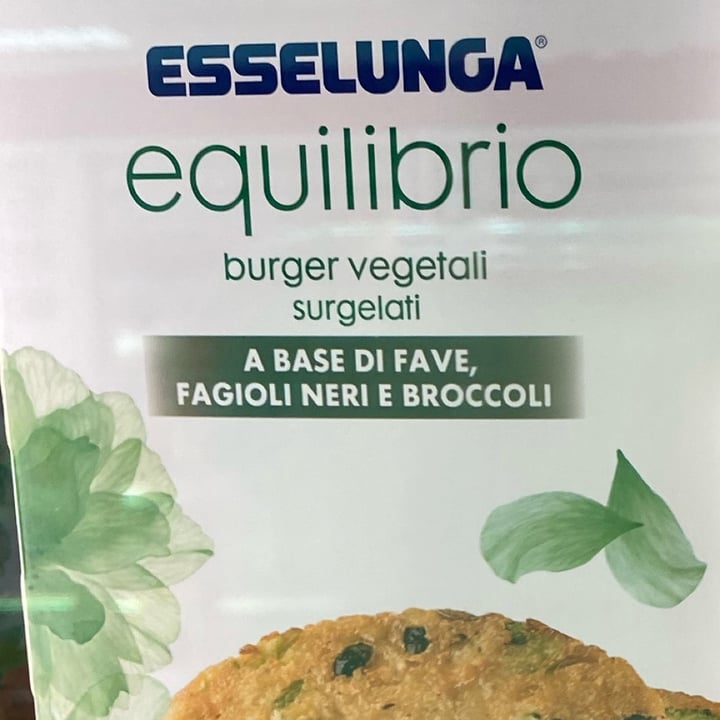 ESSELUNGA®
equilibrio
burger vegetali
surgelati
A BASE DI FAVE,
FAGIOLI NERI E BROCCOLI